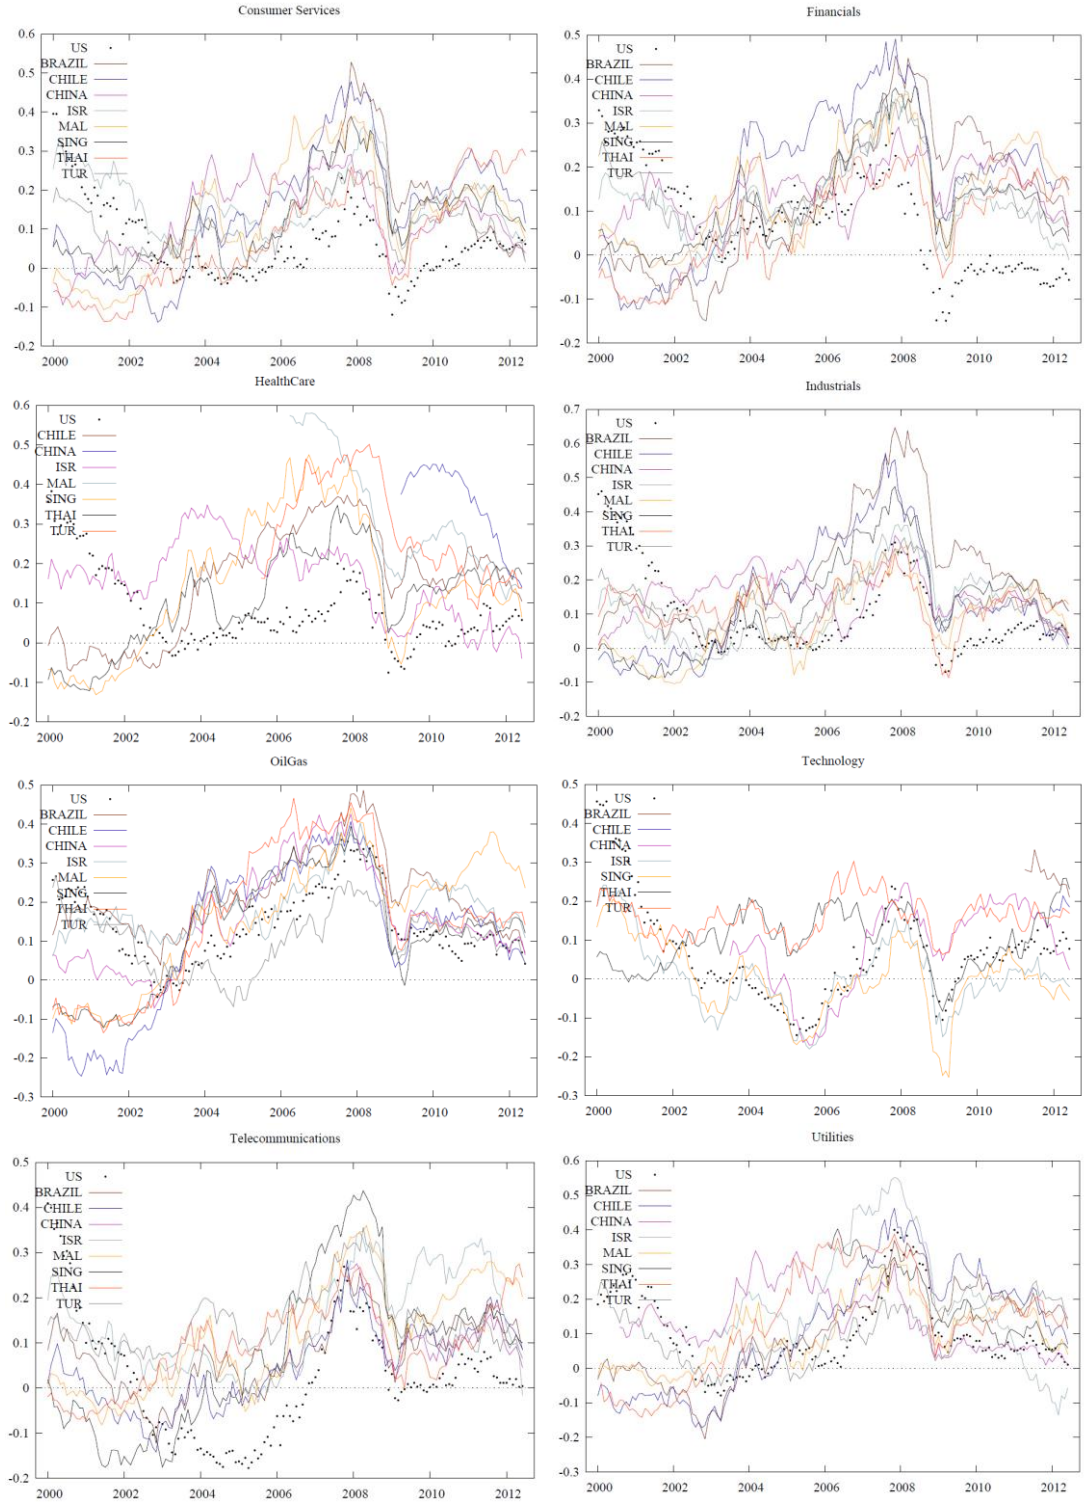 Consumer Services
0.6
0.5
0.4
0.3
0.2
0.1
0
-0.1
-0.2
US
BRAZIL
CHILE
CHINA
ISR
MAL
SING
THAI
TUR
2000 2002 2004 2006 2008 2010 2012
Financials
0.5
0.4
0.3
0.2
0.1
0
-0.1
-0.2
US
BRAZIL
CHILE
CHINA
ISR
MAL
SING
THAI
TUR
2000 2002 2004 2006 2008 2010 2012
HealthCare
0.6
0.5
0.4
0.3
0.2
0.1
0
-0.1
-0.2
US
CHILE
CHINA
ISR
MAL
SING
THAI
TUR
2000 2002 2004 2006 2008 2010 2012
Industrials
0.7
0.6
0.5
0.4
0.3
0.2
0.1
0
-0.1
-0.2
US
BRAZIL
CHILE
CHINA
ISR
MAL
SING
THAI
TUR
2000 2002 2004 2006 2008 2010 2012
OilGas
0.5
0.4
0.3
0.2
0.1
0
-0.1
-0.2
-0.3
US
BRAZIL
CHILE
CHINA
ISR
MAL
SING
THAI
TUR
2000 2002 2004 2006 2008 2010 2012
Technology
0.5
0.4
0.3
0.2
0.1
0
-0.1
-0.2
-0.3
US
BRAZIL
CHILE
CHINA
ISR
SING
THAI
TUR
2000 2002 2004 2006 2008 2010 2012
Telecommunications
0.5
0.4
0.3
0.2
0.1
0
-0.1
-0.2
US
BRAZIL
CHILE
CHINA
ISR
MAL
SING
THAI
TUR
2000 2002 2004 2006 2008 2010 2012
Utilities
0.6
0.5
0.4
0.3
0.2
0.1
0
-0.1
-0.2
-0.3
US
BRAZIL
CHILE
CHINA
ISR
MAL
SING
THAI
TUR
2000 2002 2004 2006 2008 2010 2012